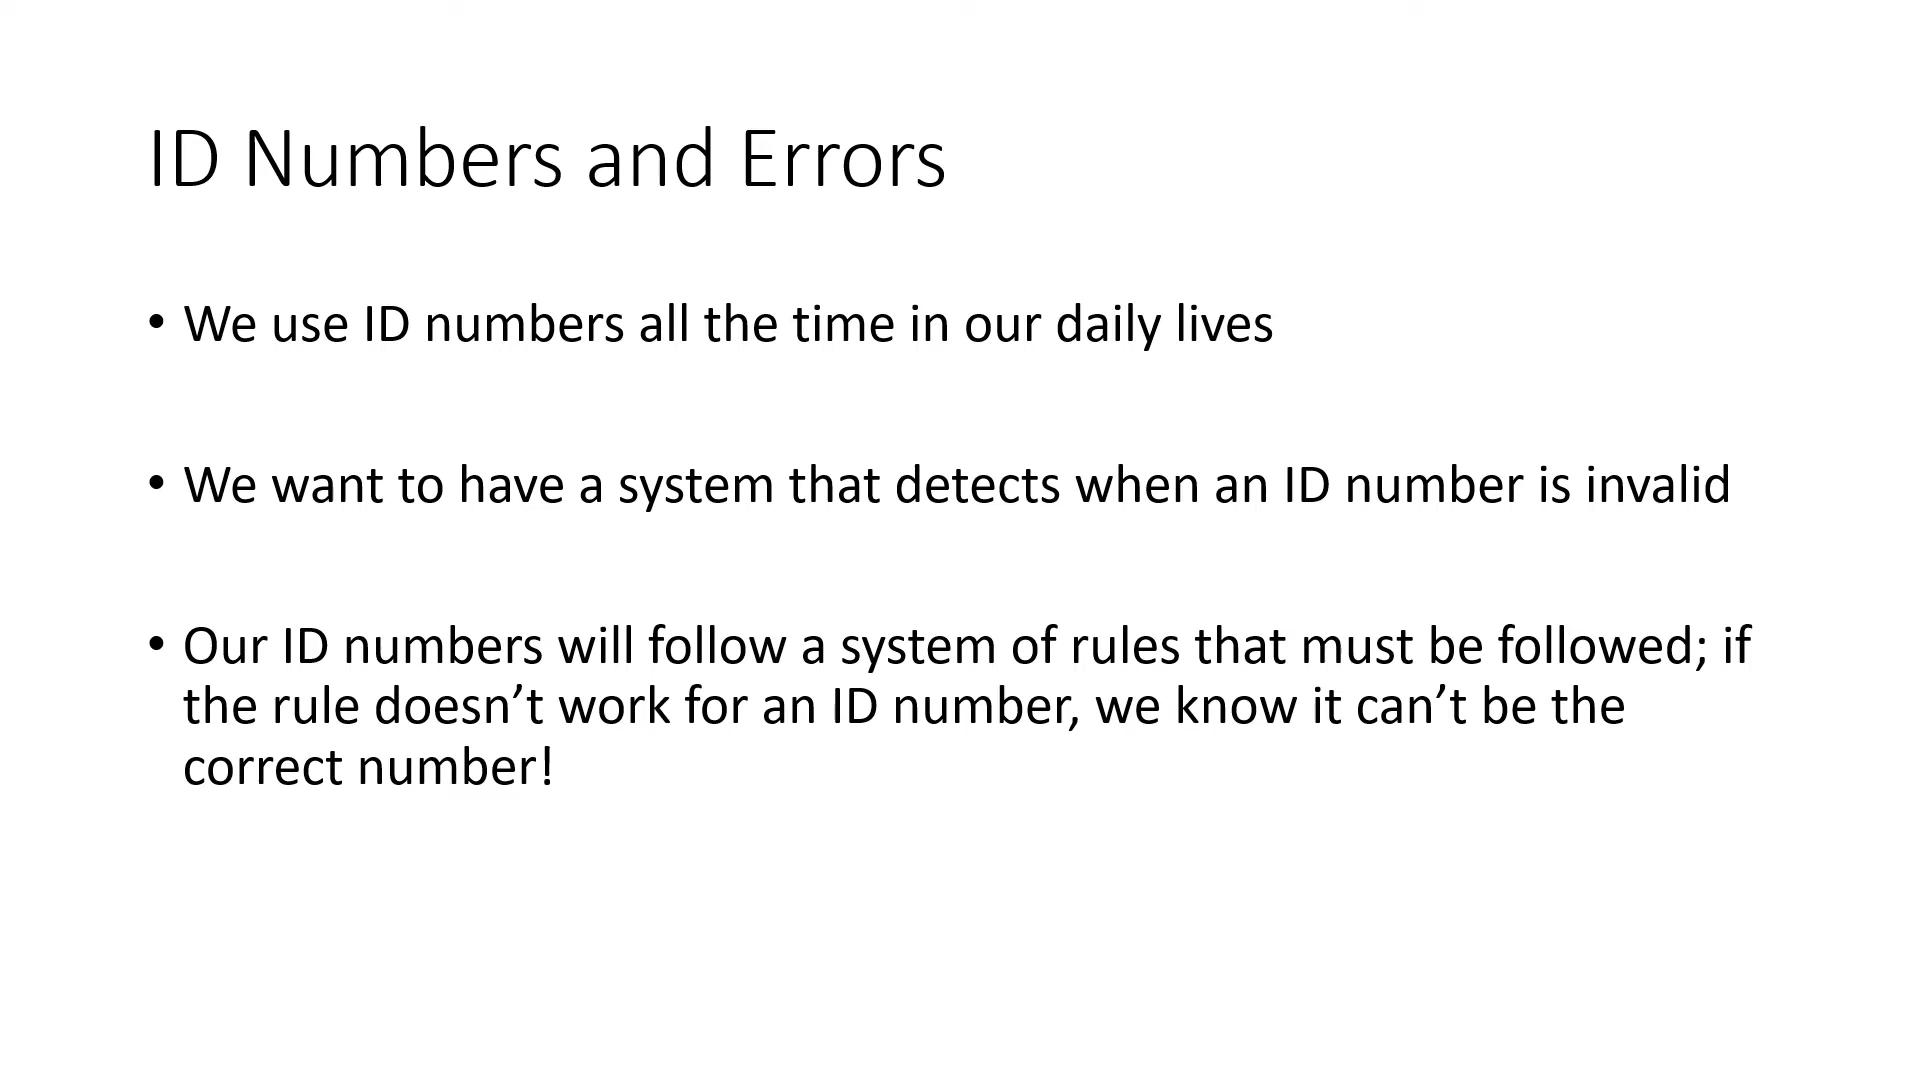 ID Numbers and Errors
• We use ID numbers all the time in our daily lives
• We want to have a system that detects when an ID number is invalid
• Our ID numbers will follow a system of rules that must be followed; if
the rule doesn’t work for an ID number, we know it can’t be the
correct number!